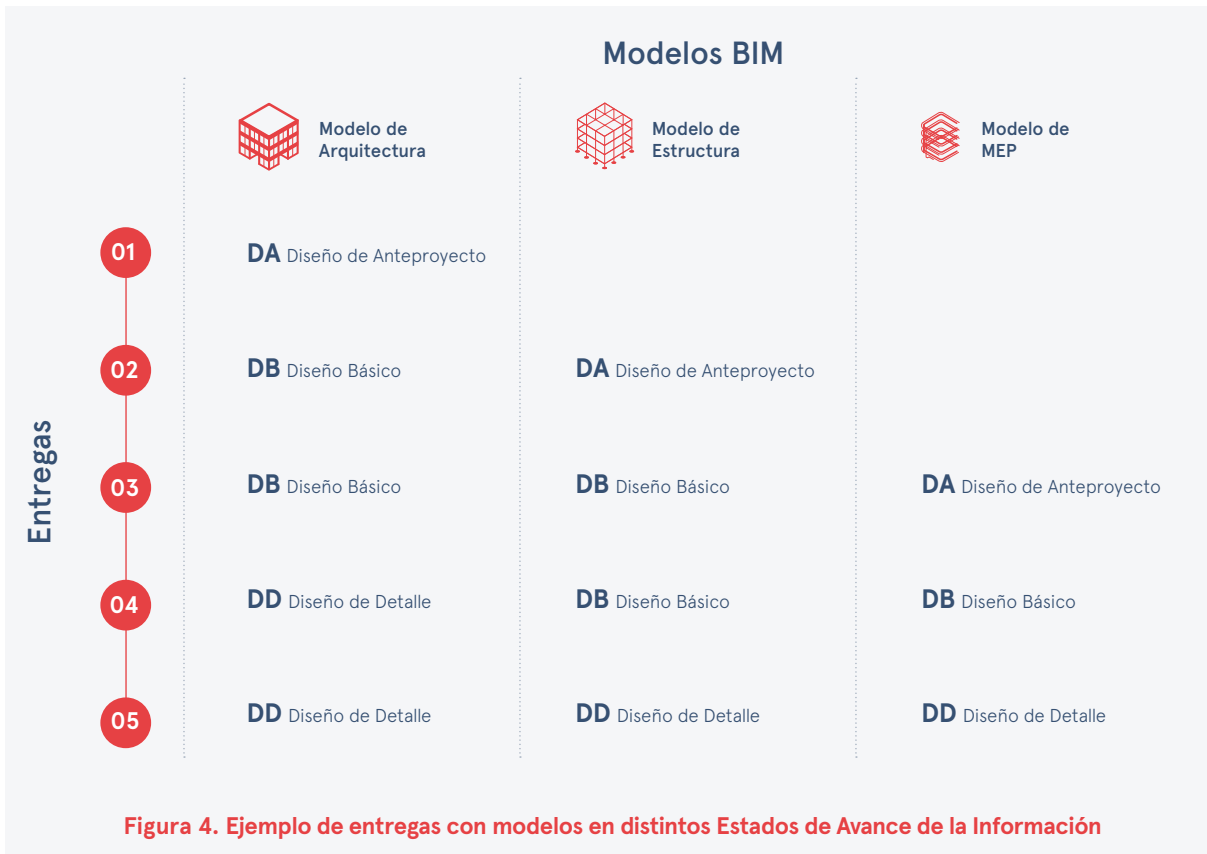 Modelos BIM
Modelo de
Arquitectura
Modelo de
Estructura
Modelo de
MEP
Entregas
01
DA Diseño de Anteproyecto
02
DB Diseño Básico
DA Diseño de Anteproyecto
03
DB Diseño Básico
DB Diseño Básico
DA Diseño de Anteproyecto
04
DD Diseño de Detalle
DB Diseño Básico
DB Diseño Básico
05
DD Diseño de Detalle
DD Diseño de Detalle
DD Diseño de Detalle
Figura 4. Ejemplo de entregas con modelos en distintos Estados de Avance de la Información